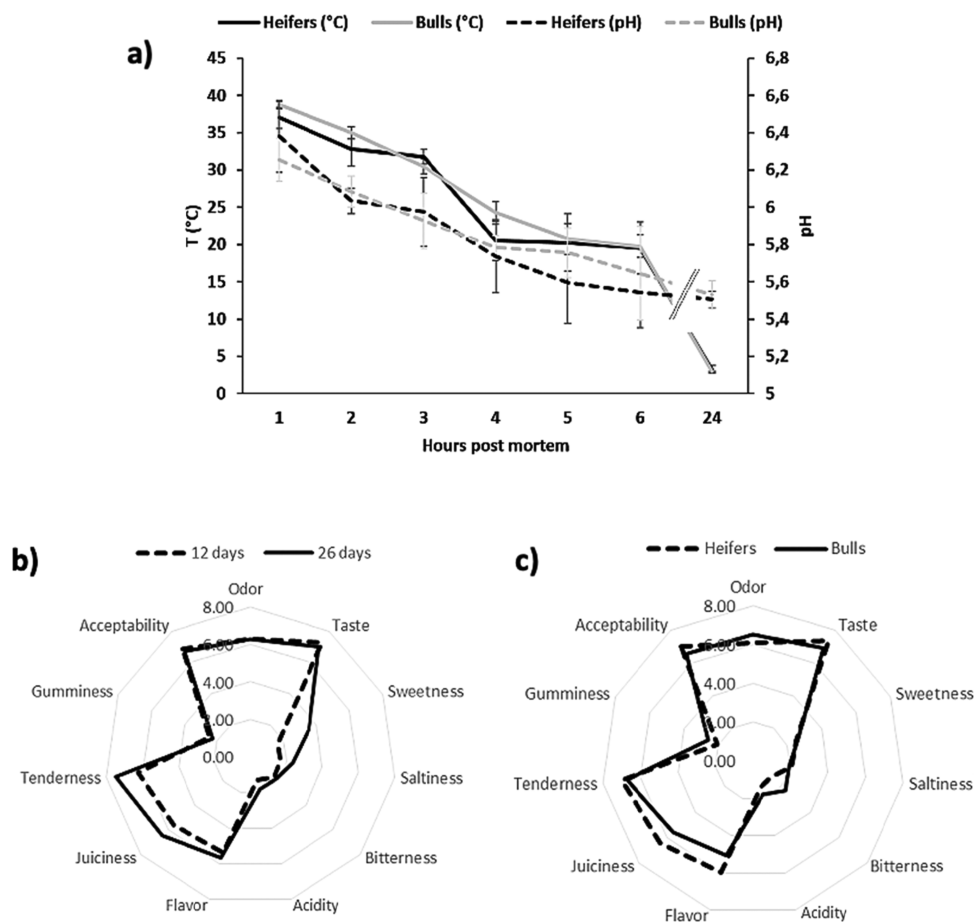 Heifers (°C) Bulls (°C) Heifers (pH) Bulls (pH)
a)
45 6,8
40 6,6
35 6,4
30 6,2
25 6
20 5,8
15 5,6
10 5,4
5 5,2
0 5
T (°C)
pH
1 2 3 4 5 6 24
Hours post mortem
b)
12 days 26 days
Odor
8.00
Taste
Acceptability
6.00
Sweetness
Gumminess
4.00
2.00
0.00
Tenderness
Saltiness
Juiciness
Bitterness
Flavor
Acidity
c)
Heifers Bulls
Odor
8.00
Taste
Acceptability
6.00
Sweetness
Gumminess
4.00
2.00
0.00
Tenderness
Saltiness
Juiciness
Bitterness
Flavor
Acidity